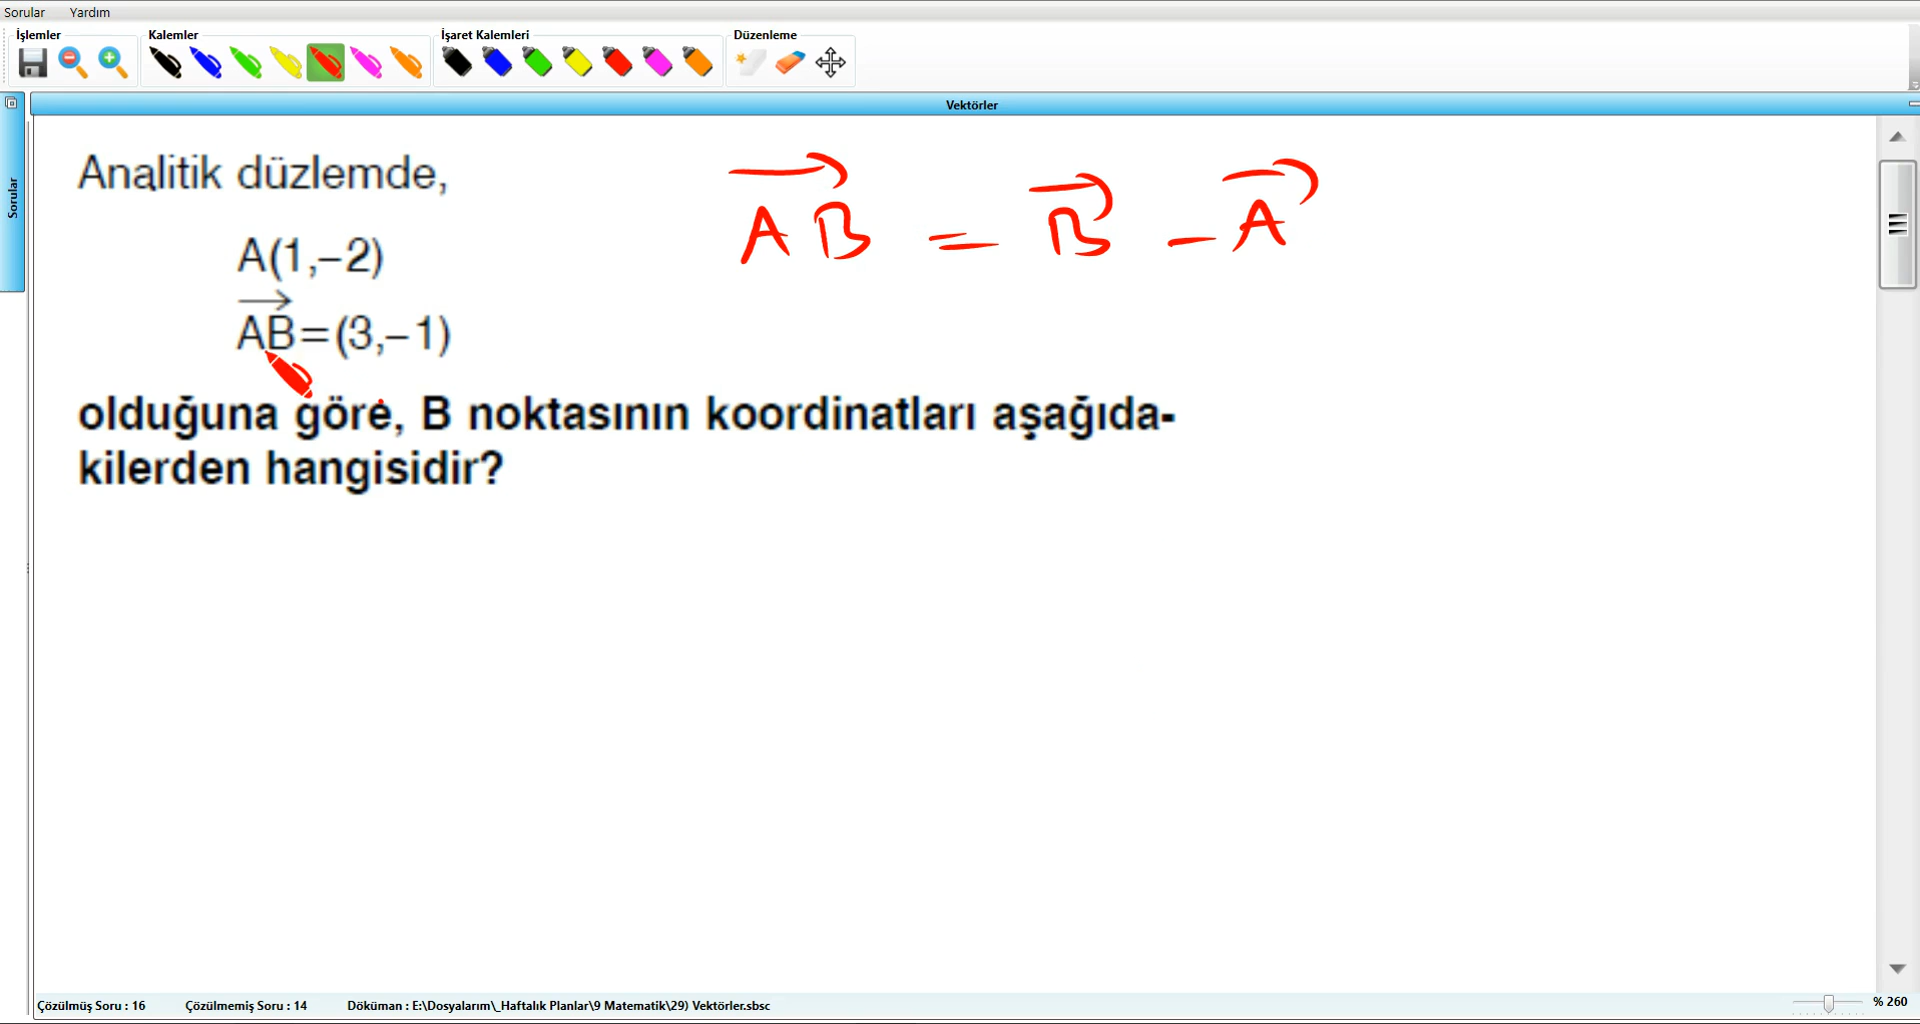 Sorular Yardım
İşlemler Kalemler İşaret Kalemleri Düzenleme
Vektörler
Sorular
Analitik düzlemde,
A(1,−2)
AB=(3,−1)
AB = B − A
olduğuna göre, B noktasının koordinatları aşağıda-
kilerden hangisidir?
Çözülmüş Soru : 16 Çözülmemiş Soru : 14 Döküman : E:\Dosyalarım\_Haftalık Planlar\9 Matematik\29) Vektörler.sbsc % 260